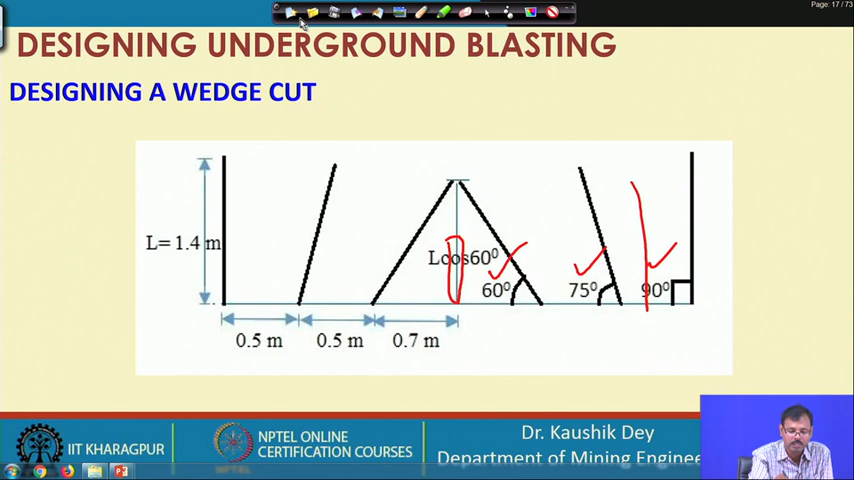 Page: 17 / 73
DESIGNING UNDERGROUND BLASTING
DESIGNING A WEDGE CUT
L= 1.4 m
Lcos60⁰
60⁰
75⁰
90⁰
0.5 m
0.5 m
0.7 m
IIT KHARAGPUR
NPTEL ONLINE
CERTIFICATION COURSES
NPTEL
Dr. Kaushik Dey
Department of Mining Enginee